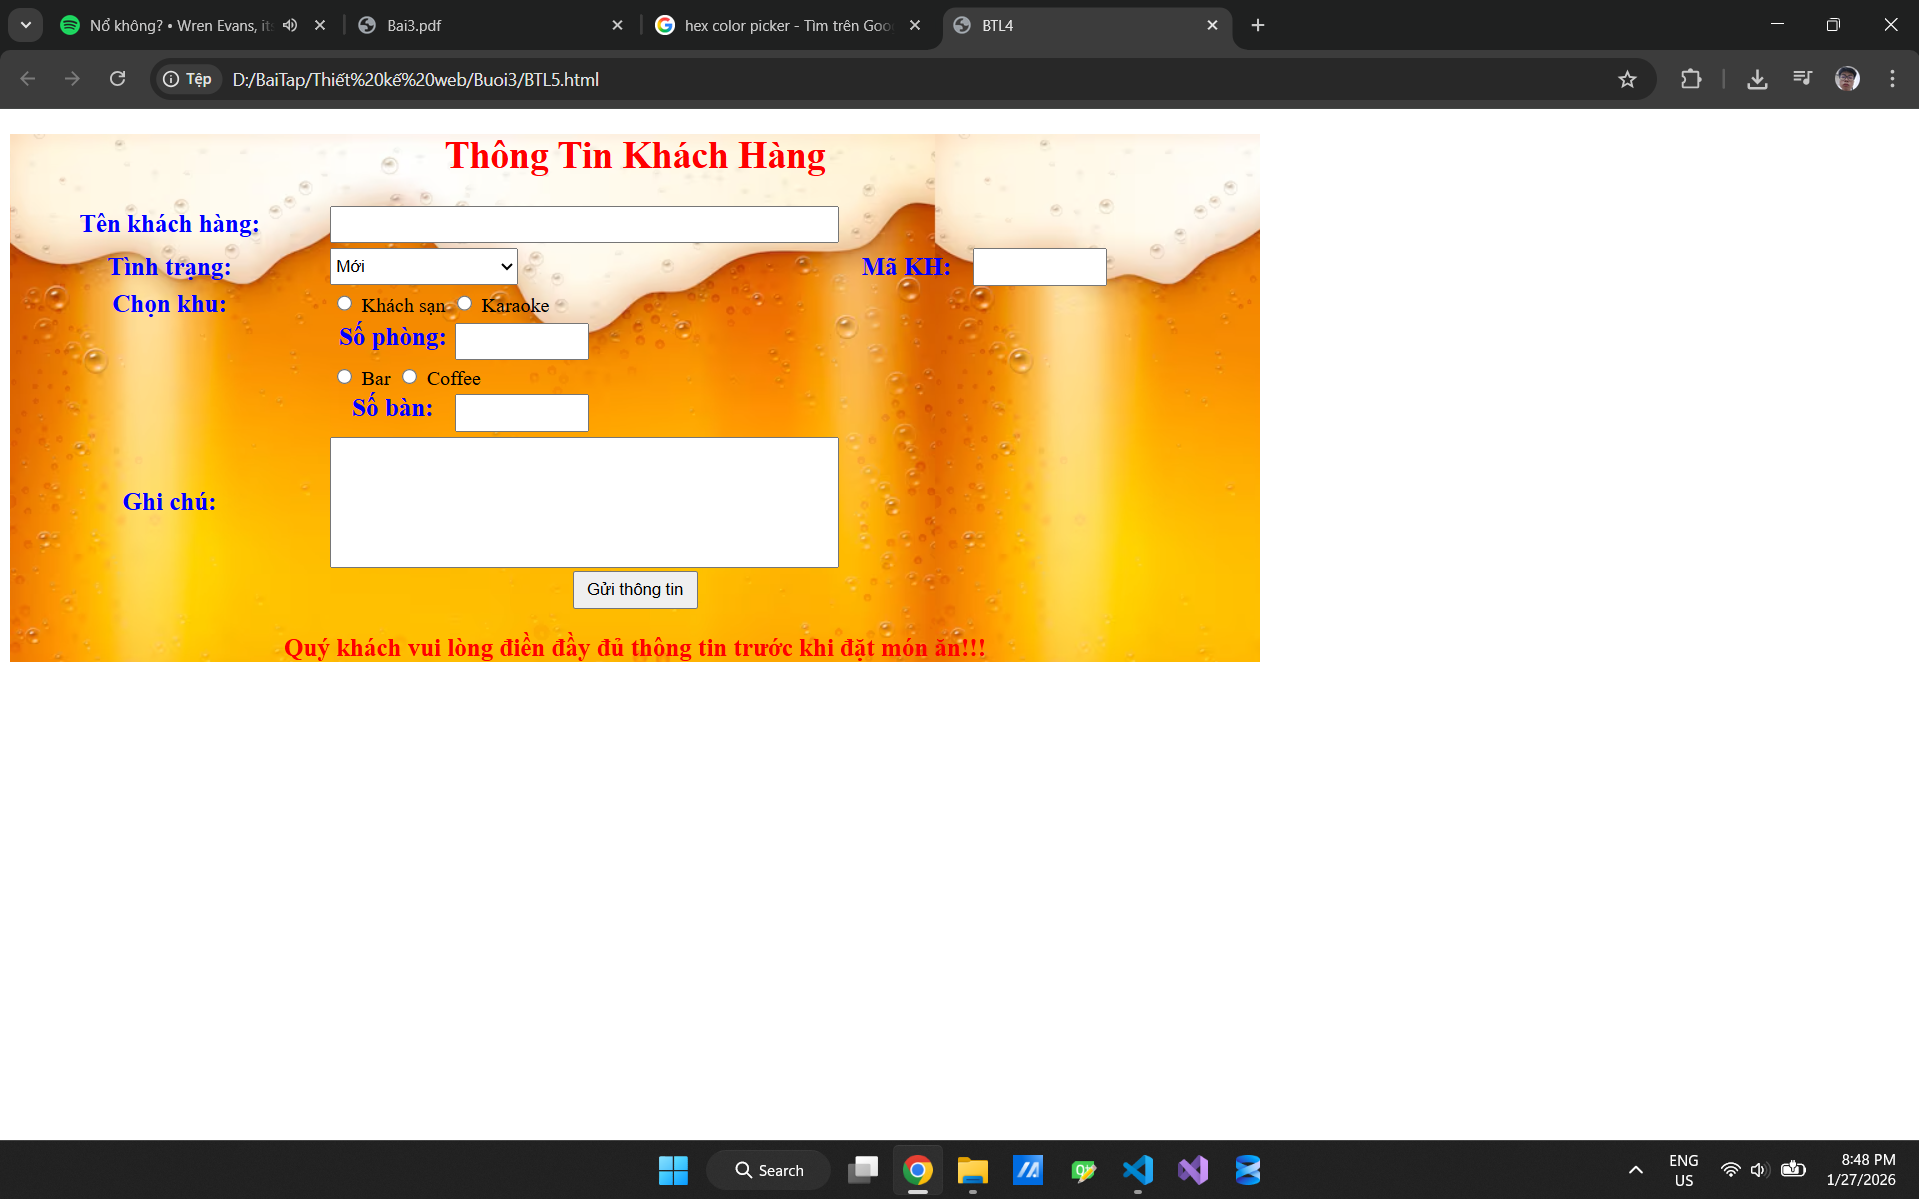 Nổ không? • Wren Evans, its
Bai3.pdf
hex color picker - Tìm trên Goo
BTL4
Tệp
D:/BaiTap/Thiết%20kế%20web/Buoi3/BTL5.html
Thông Tin Khách Hàng
Tên khách hàng:
Tình trạng: Mới Mã KH:
Chọn khu: Khách sạn Karaoke
Số phòng:
Bar Coffee
Số bàn:
Ghi chú:
Gửi thông tin
Quý khách vui lòng điền đầy đủ thông tin trước khi đặt món ăn!!!
Search
ENG
US
8:48 PM
1/27/2026